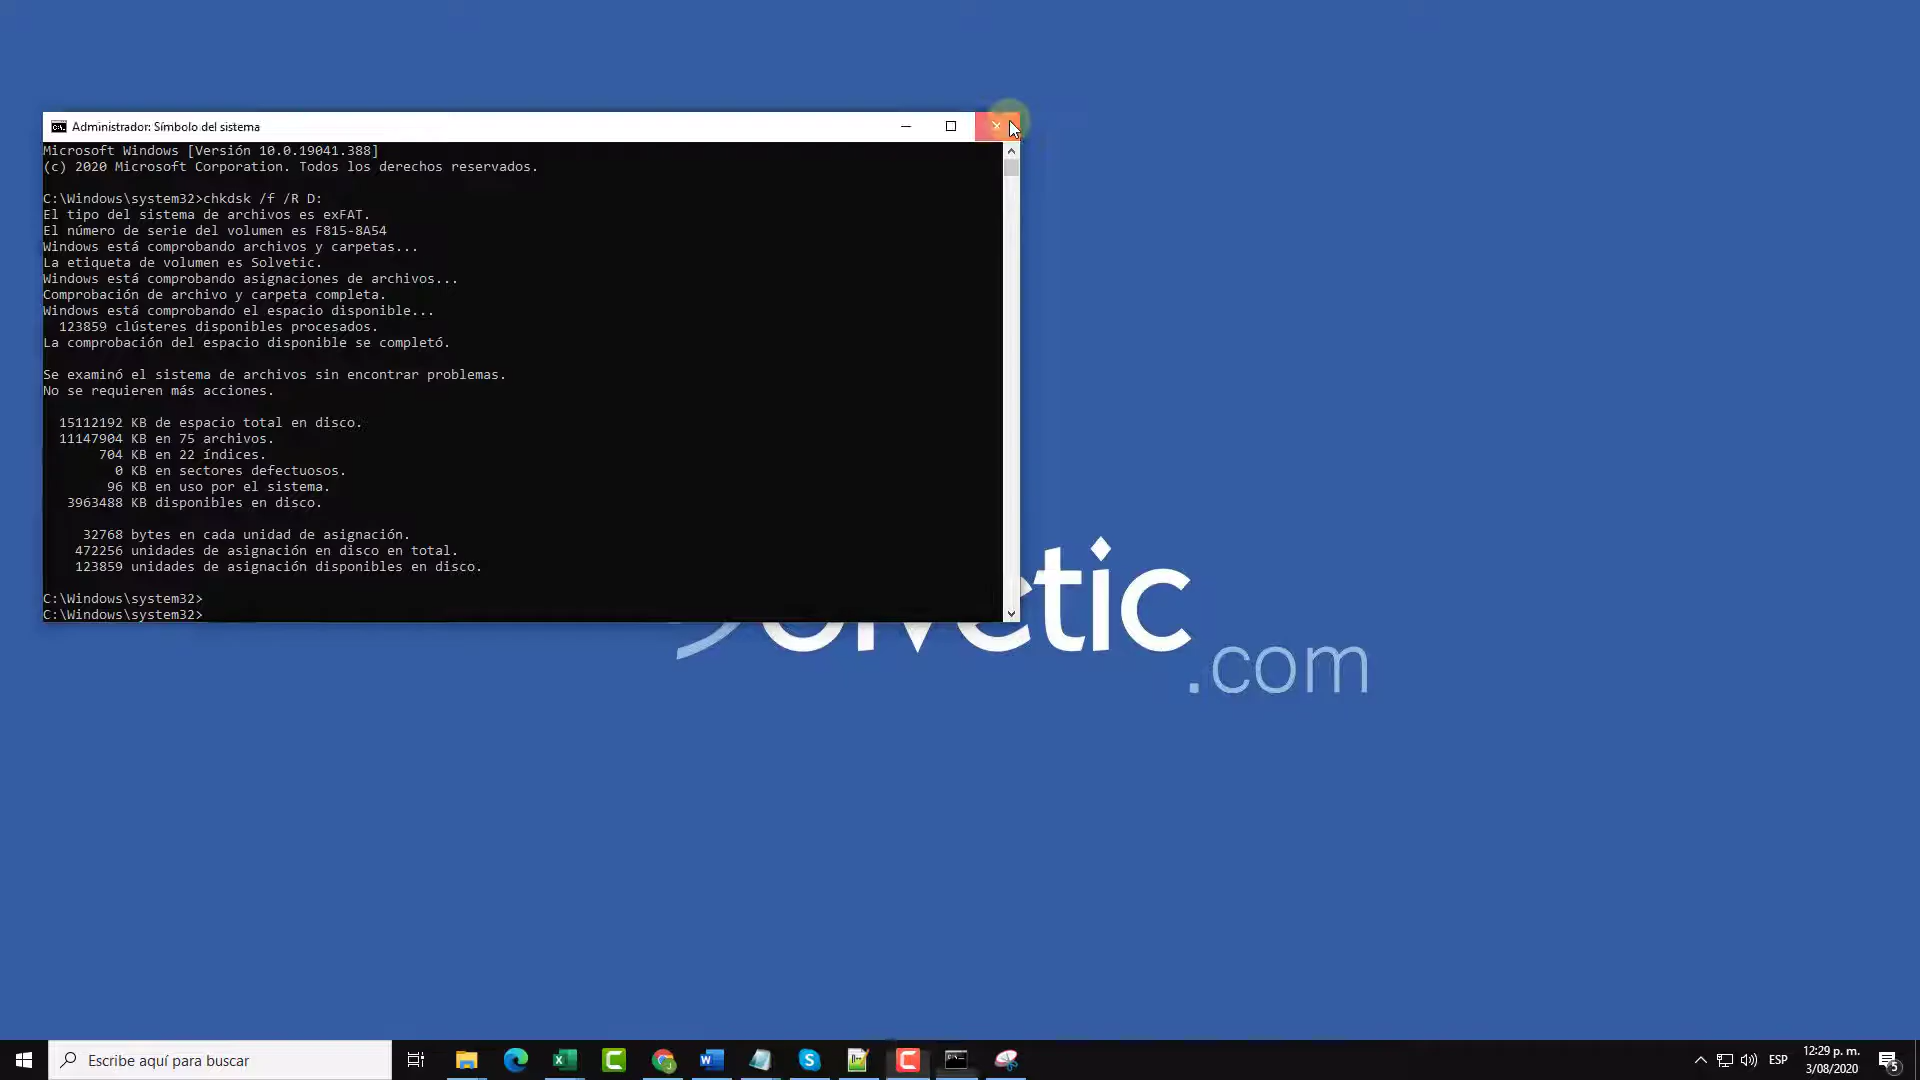 Administrador: Símbolo del sistema
Microsoft Windows [Versión 10.0.19041.388]
(c) 2020 Microsoft Corporation. Todos los derechos reservados.
C:\Windows\system32>chkdsk /f /R D:
El tipo del sistema de archivos es exFAT.
El número de serie del volumen es F815-8A54
Windows está comprobando archivos y carpetas...
La etiqueta de volumen es Solvetic.
Windows está comprobando asignaciones de archivos...
Comprobación de archivo y carpeta completa.
Windows está comprobando el espacio disponible...
123859 clústeres disponibles procesados.
La comprobación del espacio disponible se completó.
Se examinó el sistema de archivos sin encontrar problemas.
No se requieren más acciones.
15112192 KB de espacio total en disco.
11147904 KB en 75 archivos.
704 KB en 22 índices.
0 KB en sectores defectuosos.
96 KB en uso por el sistema.
3963488 KB disponibles en disco.
32768 bytes en cada unidad de asignación.
472256 unidades de asignación en disco en total.
123859 unidades de asignación disponibles en disco.
C:\Windows\system32>
C:\Windows\system32>
Solvetic
.com
Escribe aquí para buscar
ESP
12:29 p. m.
3/08/2020
5